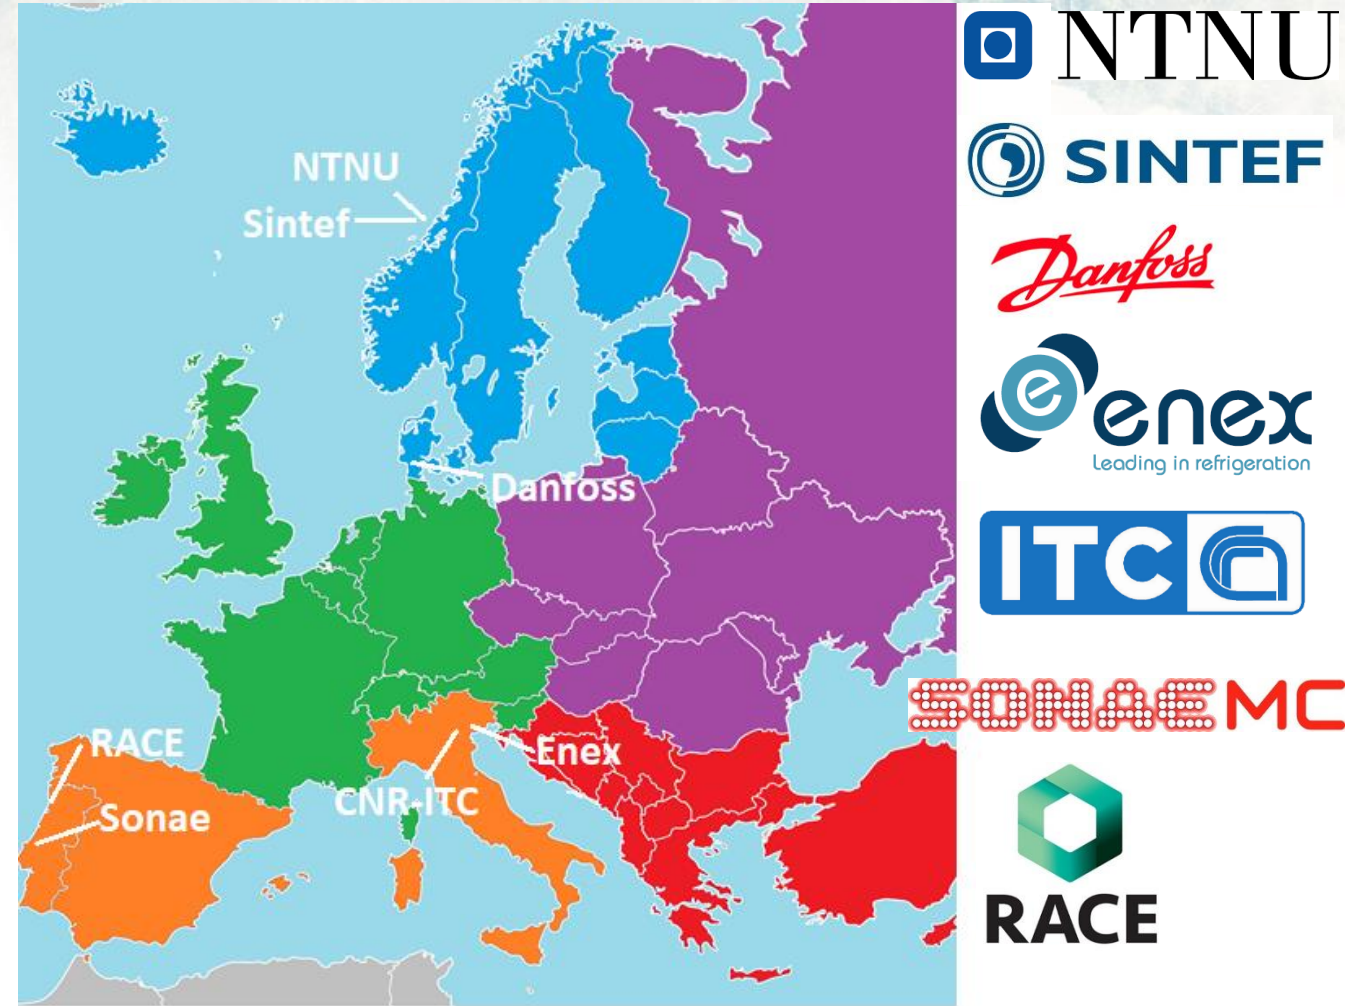 NTNU
Sintef
Danfoss
RACE
Enex
CNR-ITC
Sonae
NTNU
SINTEF
Danfoss
e
enex
Leading in refrigeration
ITC
SONAE MC
RACE